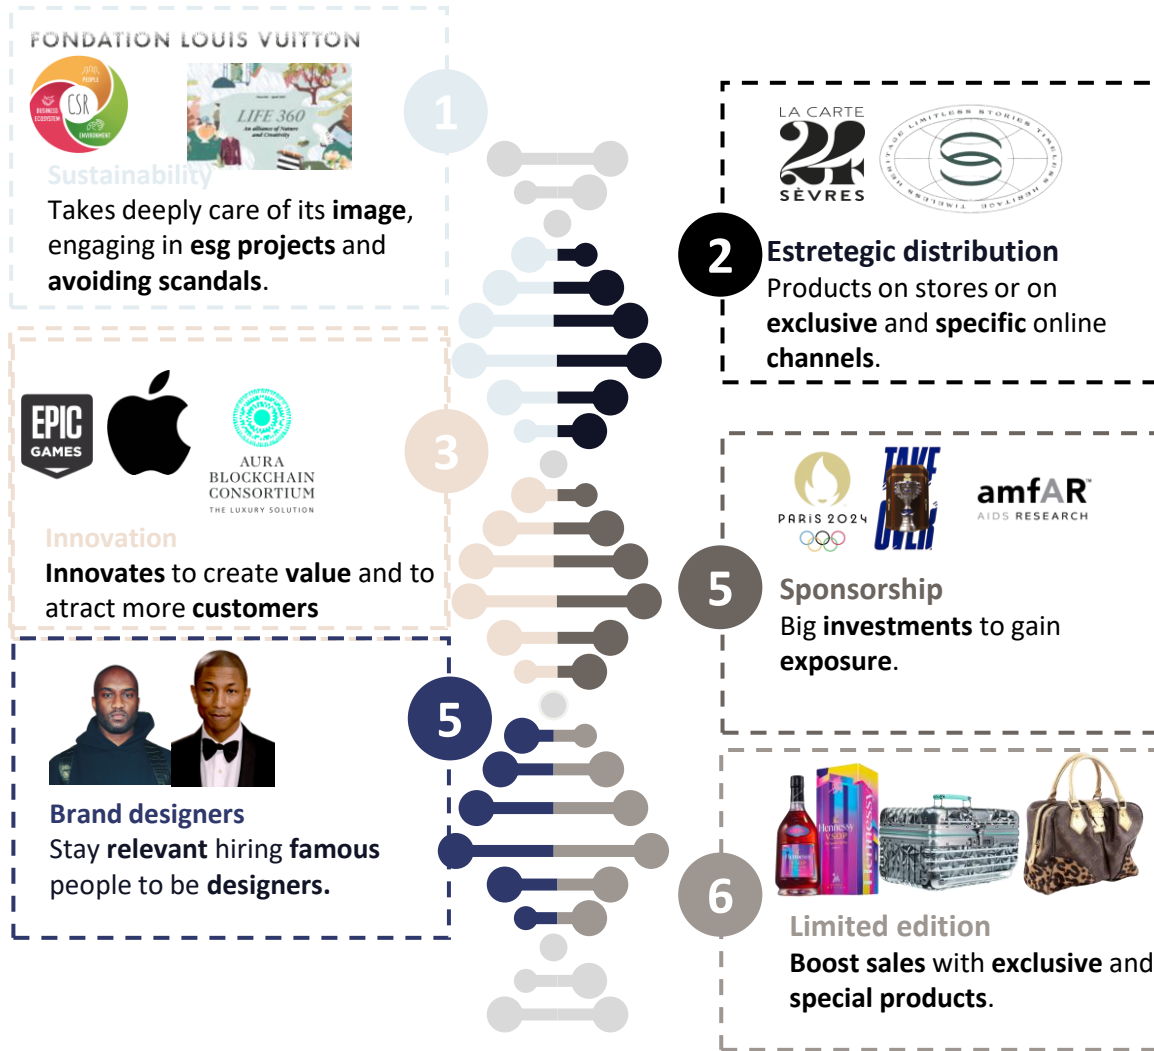 FONDATION LOUIS VUITTON
PEOPLE
CSR
BUSINESS
ECOSYSTEM
ENVIRONMENT
LIFE 360
An alliance of Nature
and Creativity
1
Sustainability
Takes deeply care of its image,
engaging in esg projects and
avoiding scandals.
LA CARTE
24
SÈVRES
LIMITLESS STORIES TIMELESS HERITAGE
TIMELESS HERITAGE
2
Estretegic distribution
Products on stores or on
exclusive and specific online
channels.
EPIC
GAMES
AURA
BLOCKCHAIN
CONSORTIUM
THE LUXURY SOLUTION
3
Innovation
Innovates to create value and to
atract more customers
PARIS 2024
TAKE
OVER
amfAR™
AIDS RESEARCH
5
Sponsorship
Big investments to gain
exposure.
5
Brand designers
Stay relevant hiring famous
people to be designers.
Hennessy
V.S.O.P
Hennessy
Hennessy
6
Limited edition
Boost sales with exclusive and
special products.